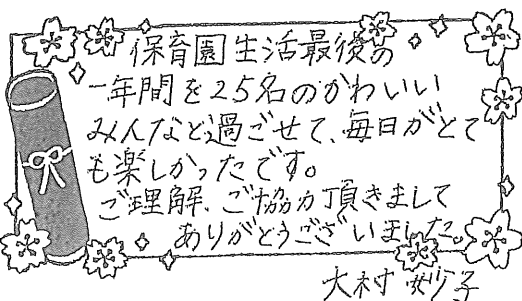 保育園生活最後の
一年間を25名のかわいい
みんなと過ごせて、毎日がとて
も楽しかったです。
ご理解、ご協力頂きまして
ありがとうございました。
大村妙子